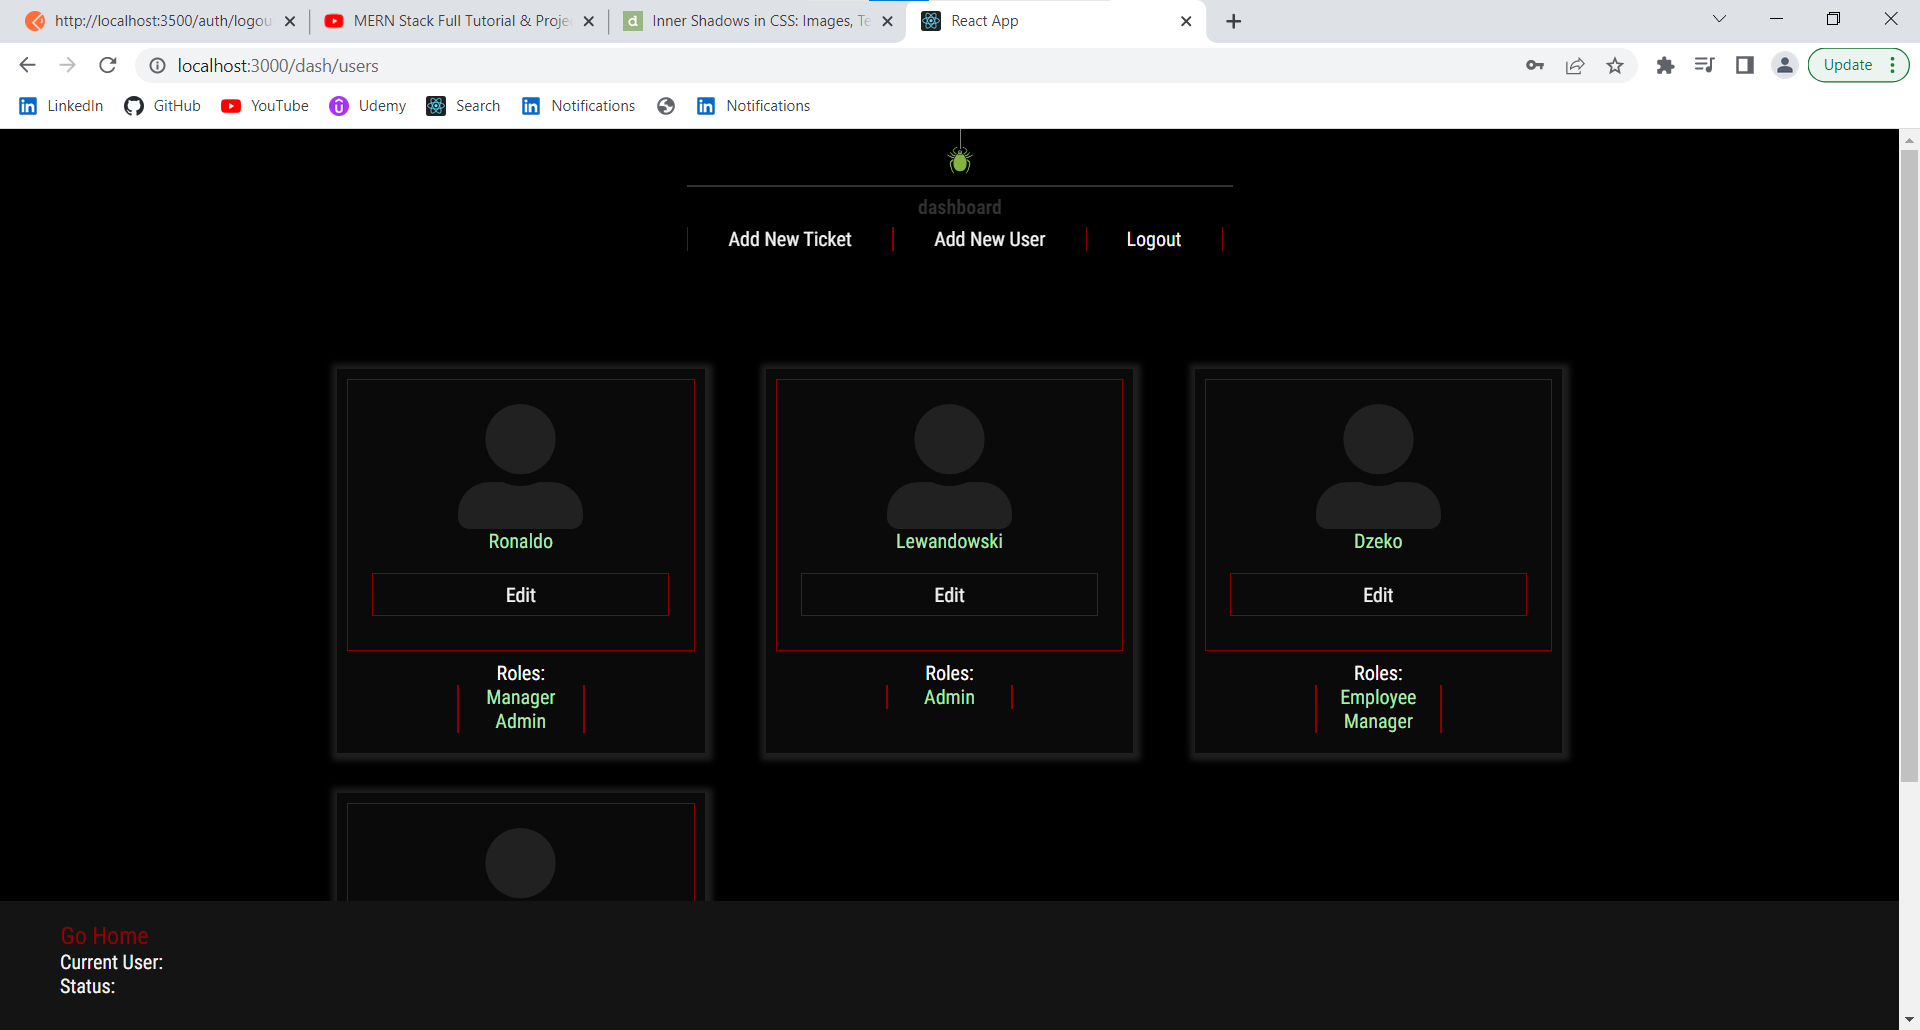 http://localhost:3500/auth/logou
MERN Stack Full Tutorial & Proje
Inner Shadows in CSS: Images, Te
React App
localhost:3000/dash/users
Update
LinkedIn
GitHub
YouTube
Udemy
Search
Notifications
Notifications
dashboard
Add New Ticket
Add New User
Logout
Ronaldo
Edit
Roles:
Manager
Admin
Lewandowski
Edit
Roles:
Admin
Dzeko
Edit
Roles:
Employee
Manager
Go Home
Current User:
Status: